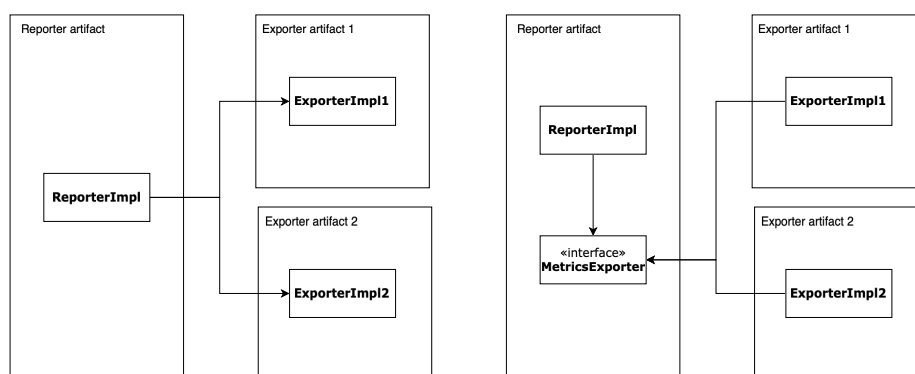 Reporter artifact
Exporter artifact 1
ExporterImpl1
ReporterImpl
Exporter artifact 2
ExporterImpl2
Reporter artifact
Exporter artifact 1
ExporterImpl1
ReporterImpl
«interface»
MetricsExporter
Exporter artifact 2
ExporterImpl2